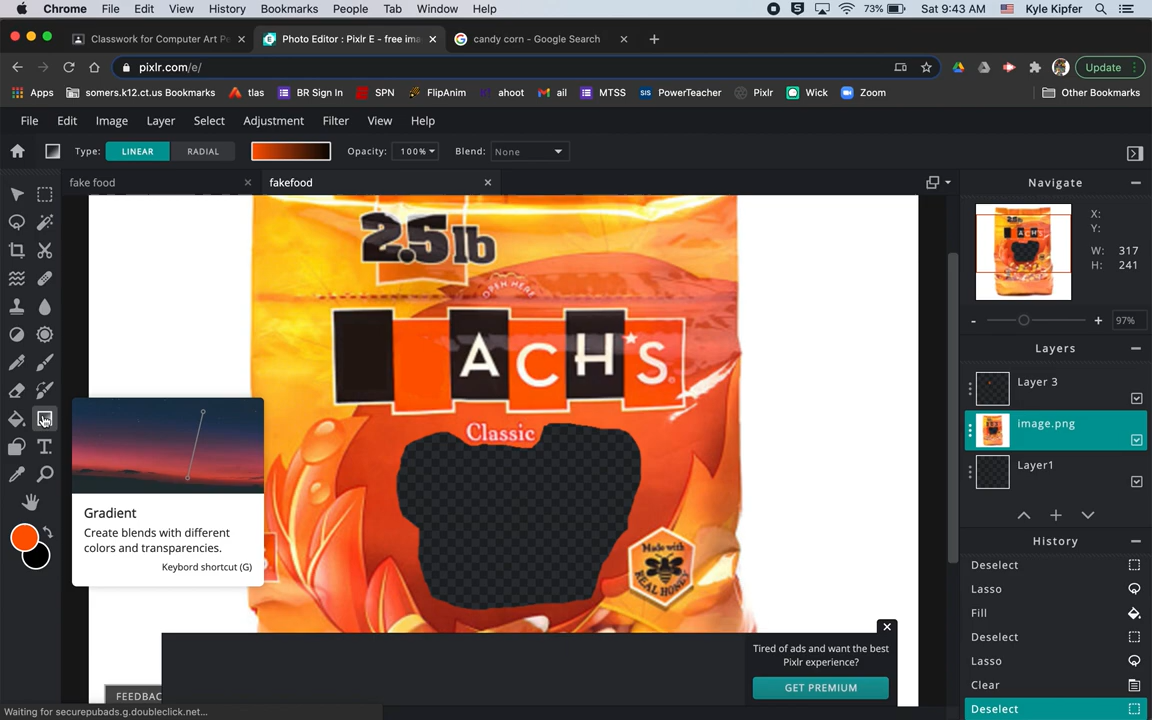 Chrome File Edit View History Bookmarks People Tab Window Help 73% Sat 9:43 AM Kyle Kipfer
Classwork for Computer Art Pe Photo Editor : Pixlr E - free ima candy corn - Google Search
pixlr.com/e/ Update
Apps somers.k12.ct.us Bookmarks tlas BR Sign In SPN FlipAnim ahoot ail MTSS SIS PowerTeacher Pixlr Wick Zoom Other Bookmarks
File Edit Image Layer Select Adjustment Filter View Help
Type: LINEAR RADIAL Opacity: 100% Blend: None
fake food fakefood Navigate
X:
Y:
W: 317
H: 241
97%
2.5lb
OPEN HERE
ACH'S
Classic
Made with
REAL HONEY
Layers
Layer 3
image.png
Layer1
History
Deselect
Lasso
Fill
Deselect
Lasso
Clear
Deselect
Gradient
Create blends with different
colors and transparencies.
Keybord shortcut (G)
Tired of ads and want the best
Pixlr experience?
GET PREMIUM
FEEDBAC
Waiting for securepubads.g.doubleclick.net...